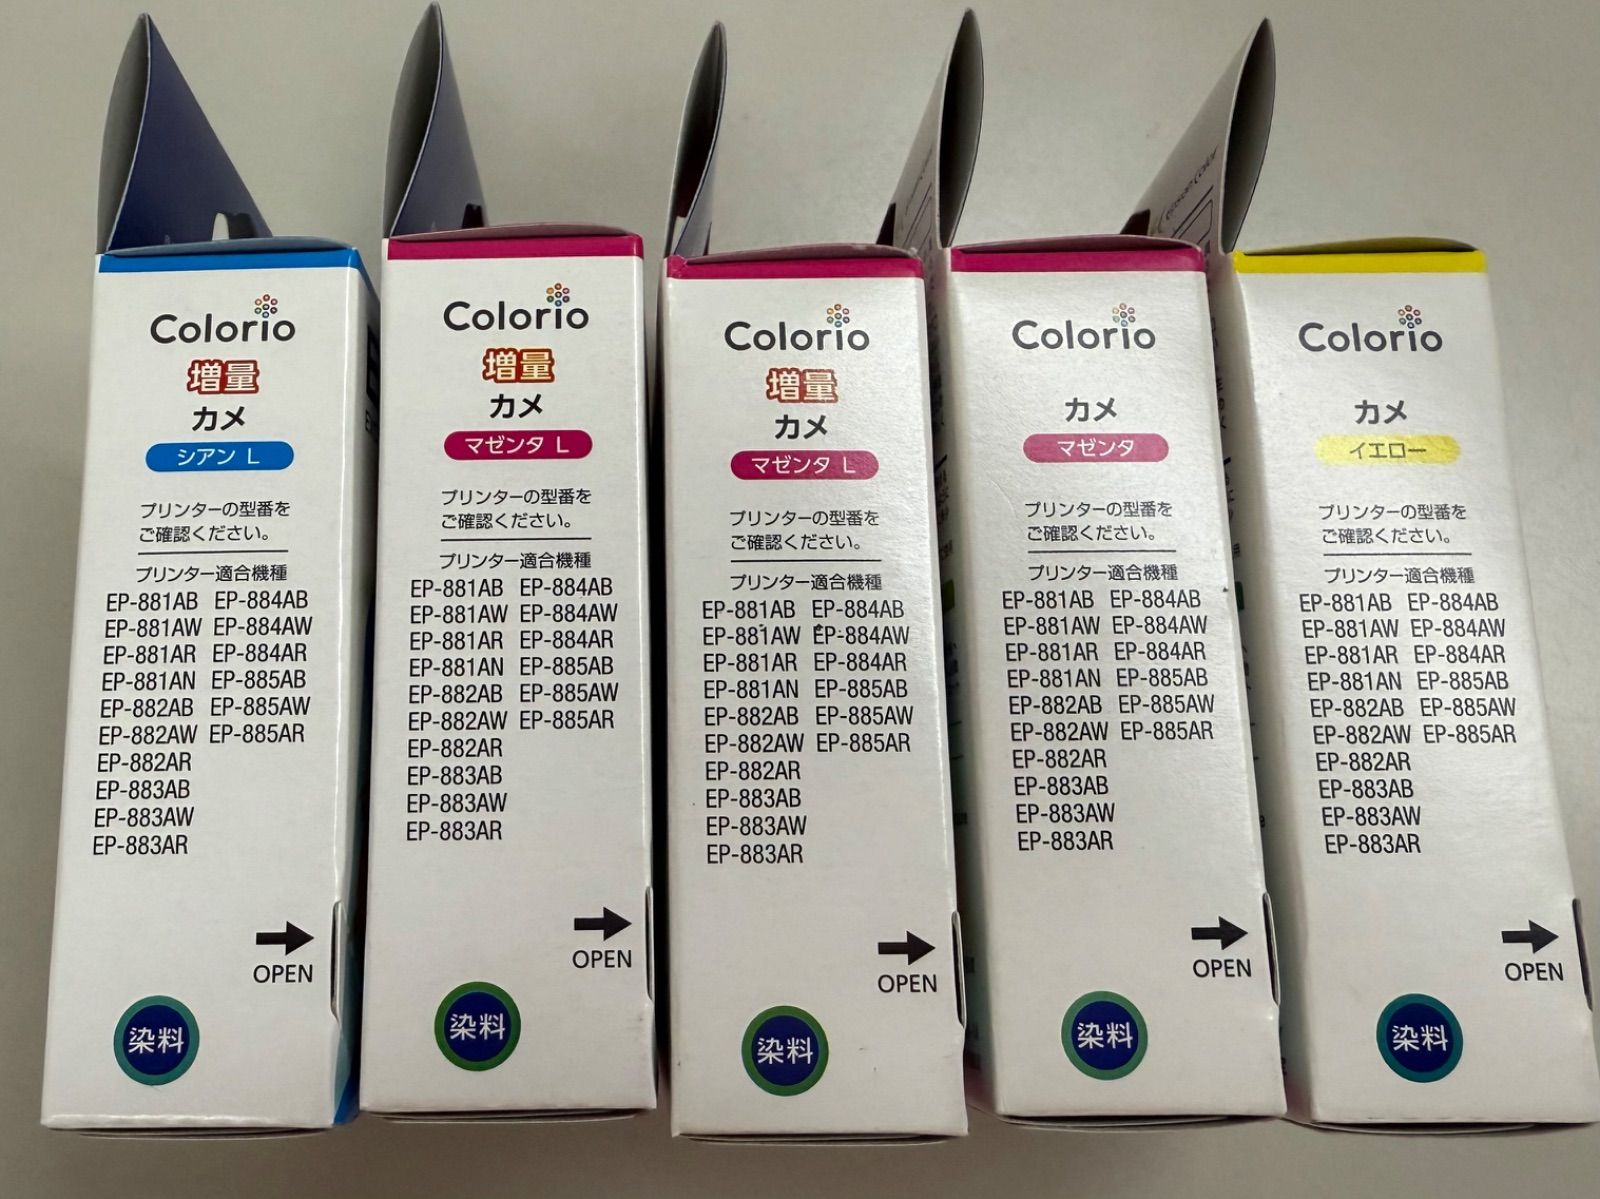 Colorio
増量
カメ
シアン L
プリンターの型番を
ご確認ください。
プリンター適合機種
EP-881AB EP-884AB
EP-881AW EP-884AW
EP-881AR EP-884AR
EP-881AN EP-885AB
EP-882AB EP-885AW
EP-882AW EP-885AR
EP-882AR
EP-883AB
EP-883AW
EP-883AR
OPEN
染料
Colorio
増量
カメ
マゼンタ L
プリンターの型番を
ご確認ください。
プリンター適合機種
EP-881AB EP-884AB
EP-881AW EP-884AW
EP-881AR EP-884AR
EP-881AN EP-885AB
EP-882AB EP-885AW
EP-882AW EP-885AR
EP-882AR
EP-883AB
EP-883AW
EP-883AR
OPEN
染料
Colorio
増量
カメ
マゼンタ L
プリンターの型番を
ご確認ください。
プリンター適合機種
EP-881AB EP-884AB
EP-881AW EP-884AW
EP-881AR EP-884AR
EP-881AN EP-885AB
EP-882AB EP-885AW
EP-882AW EP-885AR
EP-882AR
EP-883AB
EP-883AW
EP-883AR
OPEN
染料
Colorio
カメ
マゼンタ
プリンターの型番を
ご確認ください。
プリンター適合機種
EP-881AB EP-884AB
EP-881AW EP-884AW
EP-881AR EP-884AR
EP-881AN EP-885AB
EP-882AB EP-885AW
EP-882AW EP-885AR
EP-882AR
EP-883AB
EP-883AW
EP-883AR
OPEN
染料
Colorio
カメ
イエロー
プリンターの型番を
ご確認ください。
プリンター適合機種
EP-881AB EP-884AB
EP-881AW EP-884AW
EP-881AR EP-884AR
EP-881AN EP-885AB
EP-882AB EP-885AW
EP-882AW EP-885AR
EP-882AR
EP-883AB
EP-883AW
EP-883AR
OPEN
染料